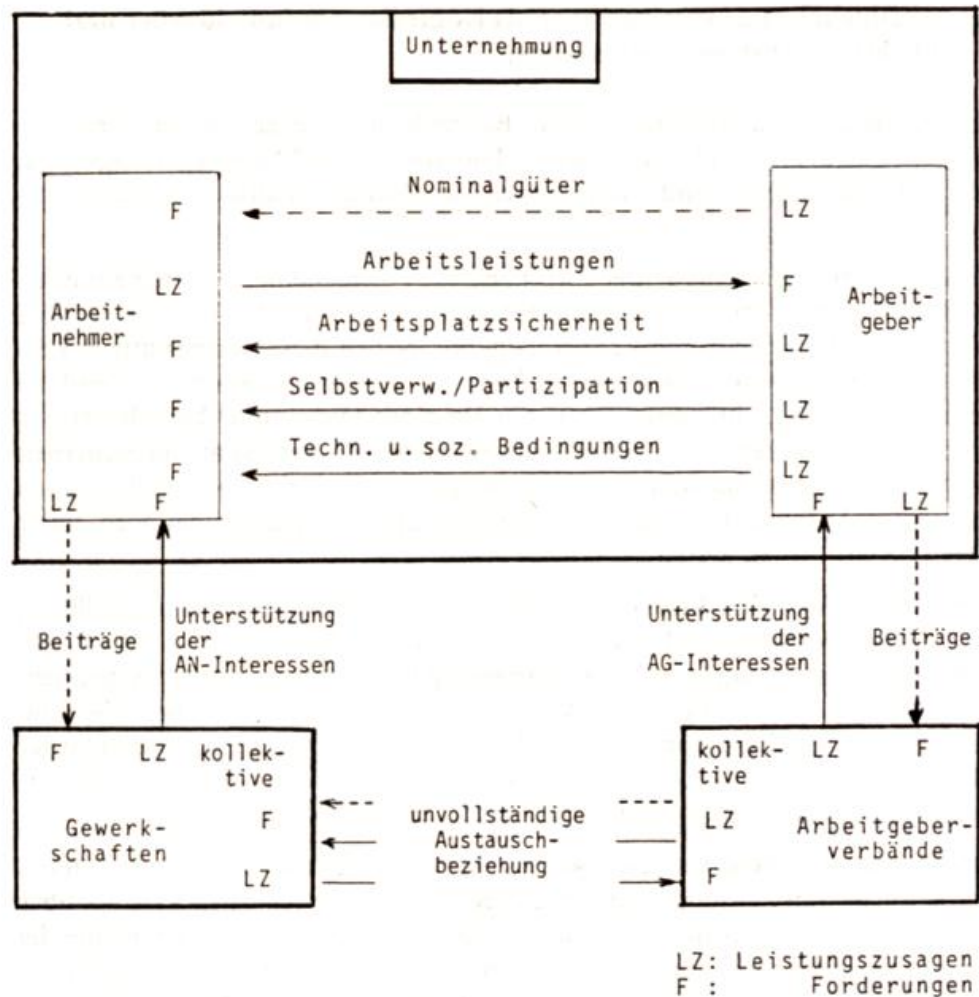 Unternehmung
Nominalgüter
F
LZ
Arbeitsleistungen
LZ
F
Arbeit-
nehmer
Arbeit-
geber
Arbeitsplatzsicherheit
F
LZ
Selbstverw./Partizipation
F
LZ
Techn. u. soz. Bedingungen
F
LZ
LZ F
F LZ
Beiträge
Unterstützung
der
AN-Interessen
Unterstützung
der
AG-Interessen
Beiträge
F LZ kollek-
tive
F
Gewerk-
schaften
LZ
unvollständige
Austausch-
beziehung
kollek-
tive
LZ F
LZ
Arbeitgeber-
verbände
F
LZ: Leistungszusagen
F : Forderungen